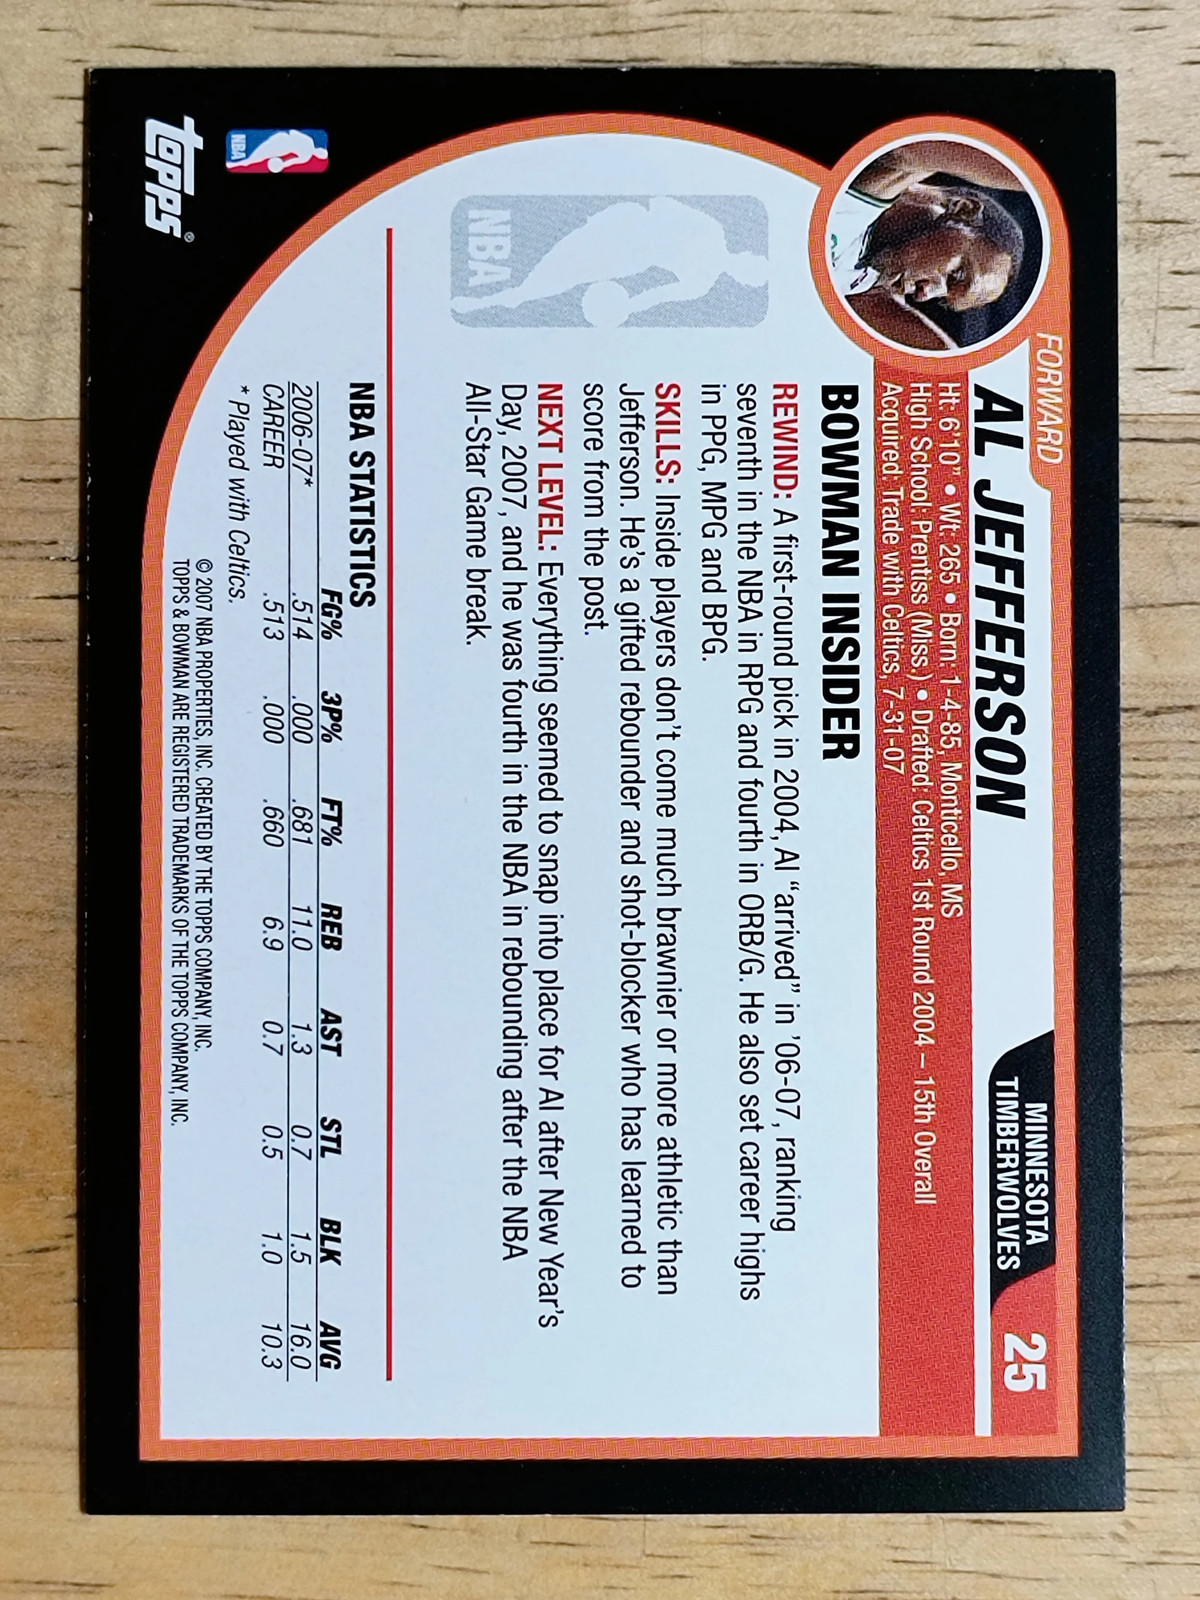 FORWARD
AL JEFFERSON
MINNESOTA
TIMBERWOLVES
25
Ht: 6'10" • Wt: 265 • Born: 1-4-85, Monticello, MS
High School: Prentiss (Miss.) • Drafted: Celtics 1st Round 2004 – 15th Overall
Acquired: Trade with Celtics, 7-31-07
BOWMAN INSIDER
REWIND: A first-round pick in 2004, Al “arrived” in ’06-07, ranking
seventh in the NBA in RPG and fourth in ORB/G. He also set career highs
in PPG, MPG and BPG.
SKILLS: Inside players don’t come much brawnier or more athletic than
Jefferson. He’s a gifted rebounder and shot-blocker who has learned to
score from the post.
NEXT LEVEL: Everything seemed to snap into place for Al after New Year’s
Day, 2007, and he was fourth in the NBA in rebounding after the NBA
All-Star Game break.
NBA
NBA STATISTICS
FG% 3P% FT% REB AST STL BLK AVG
2006-07* .514 .000 .681 11.0 1.3 0.7 1.5 16.0
CAREER .513 .000 .660 6.9 0.7 0.5 1.0 10.3
* Played with Celtics.
© 2007 NBA PROPERTIES, INC. CREATED BY THE TOPPS COMPANY, INC.
TOPPS & BOWMAN ARE REGISTERED TRADEMARKS OF THE TOPPS COMPANY, INC.
NBA
topps®